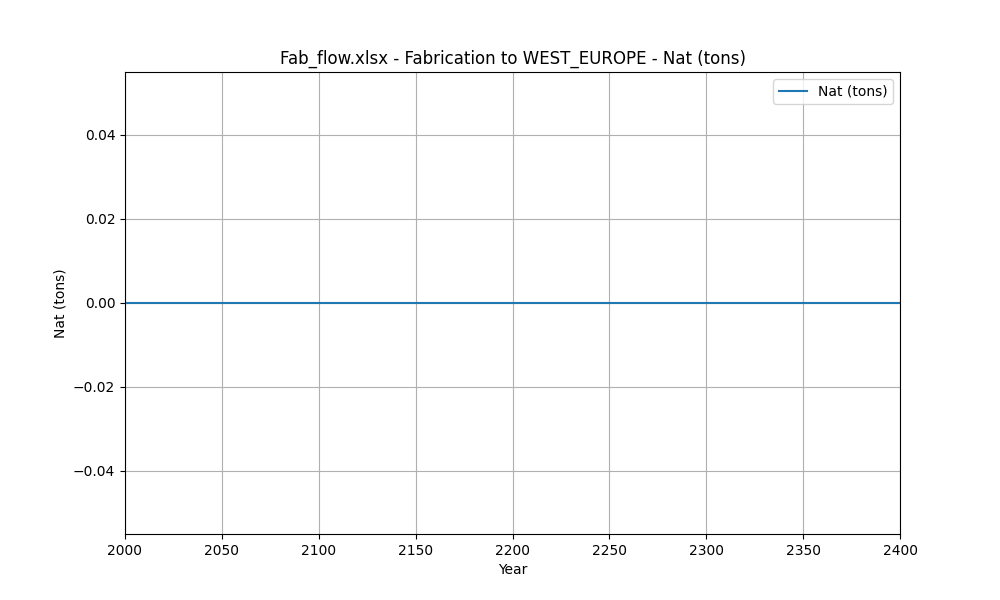 Fab_flow.xlsx - Fabrication to WEST_EUROPE - Nat (tons)
Nat (tons)
0.04
0.02
0.00
−0.02
−0.04
Nat (tons)
2000 2050 2100 2150 2200 2250 2300 2350 2400
Year